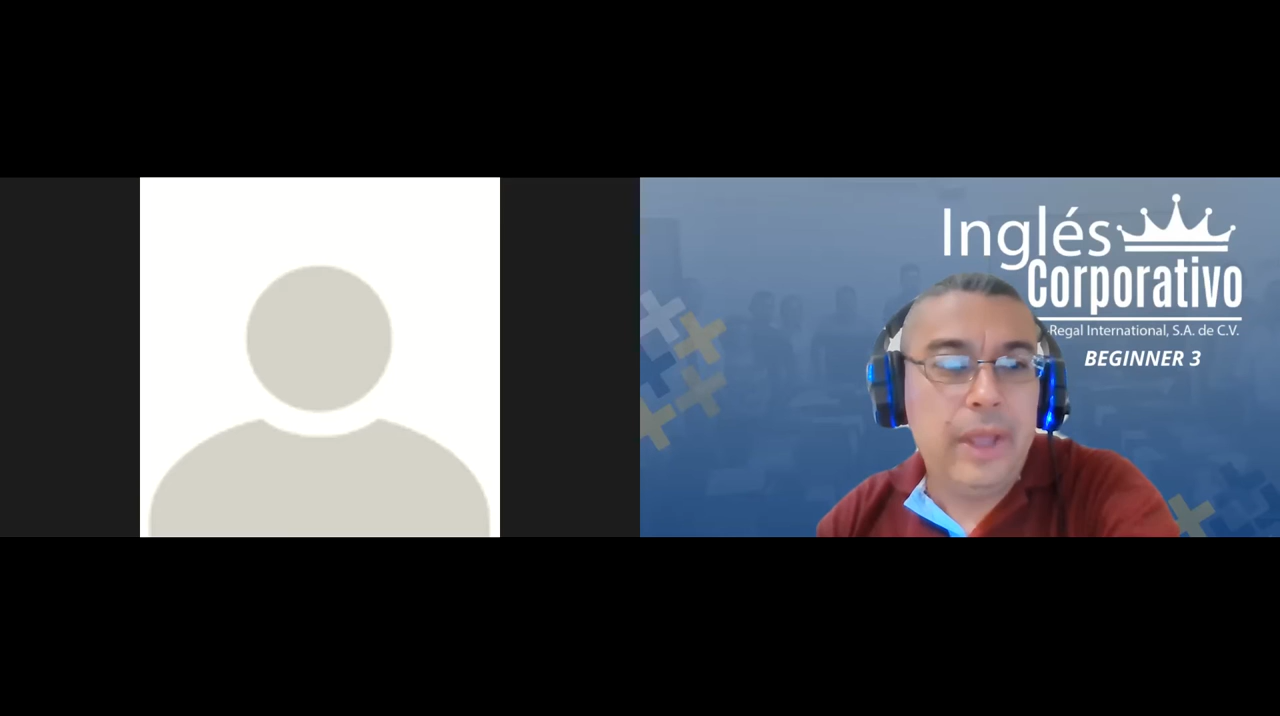 Inglés
Corporativo
Regal International, S.A. de C.V.
BEGINNER 3